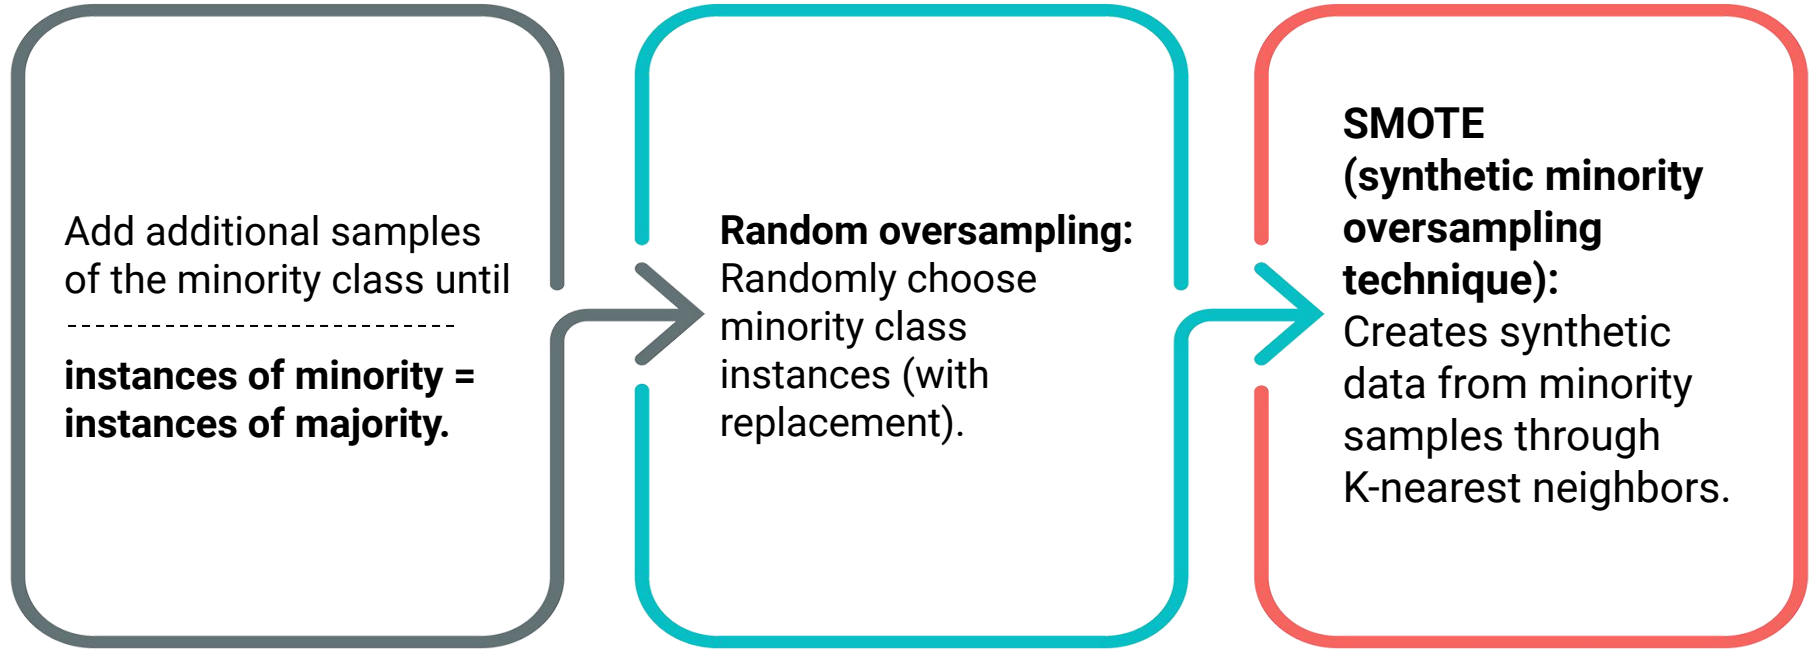 Add additional samples
of the minority class until
instances of minority =
instances of majority.
Random oversampling:
Randomly choose
minority class
instances (with
replacement).
SMOTE
(synthetic minority
oversampling
technique):
Creates synthetic
data from minority
samples through
K-nearest neighbors.